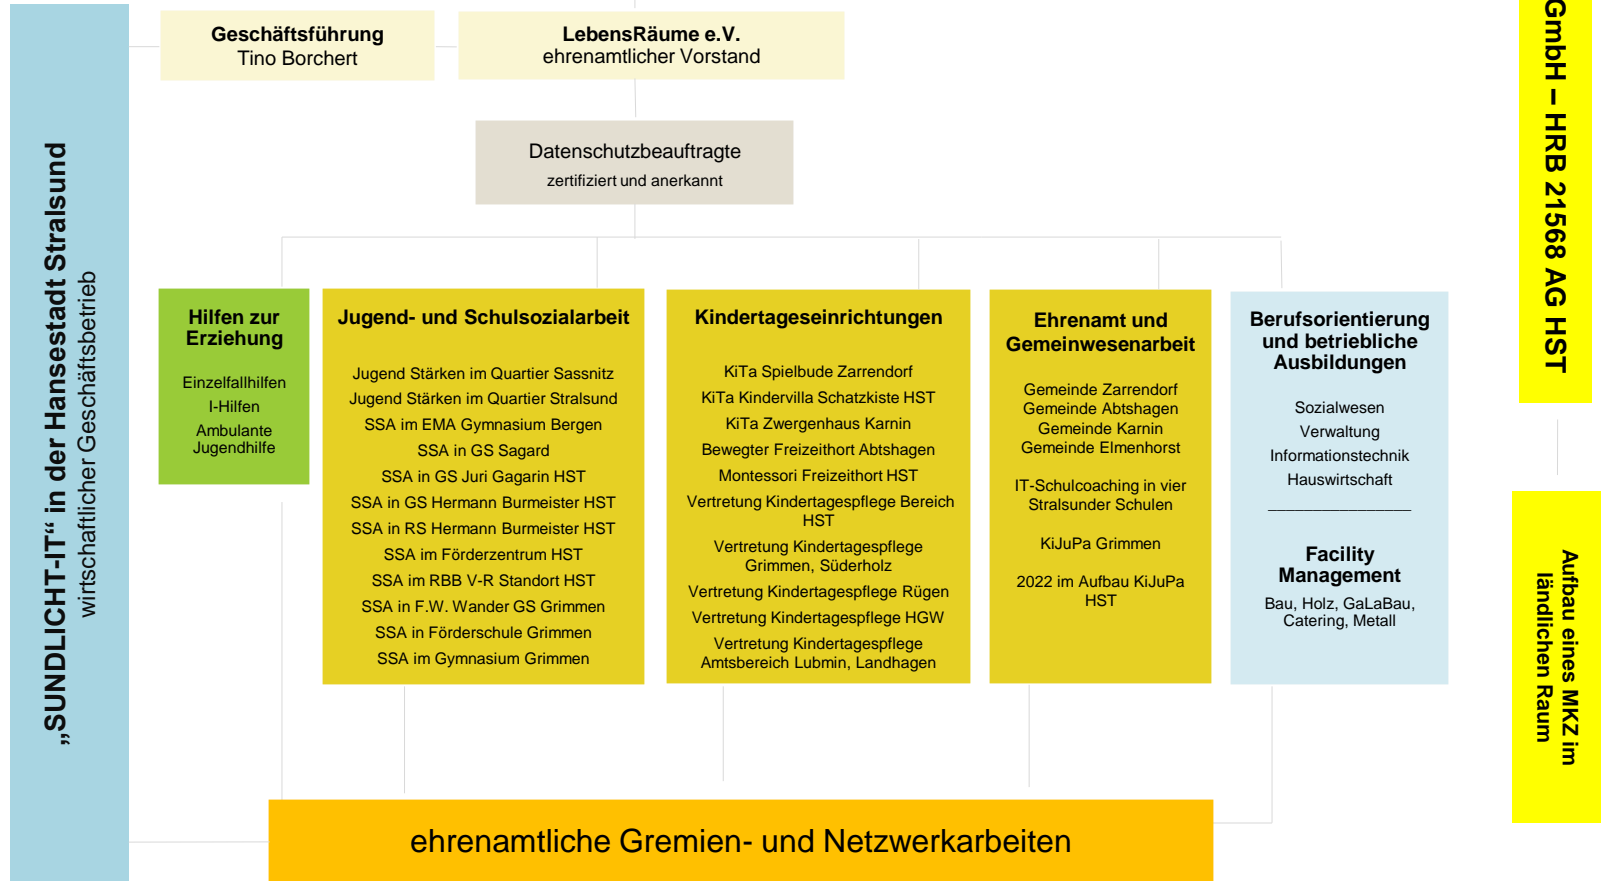 „SUNDLICHT-IT“ in der Hansestadt Stralsund
wirtschaftlicher Geschäftsbetrieb
Geschäftsführung
Tino Borchert
LebensRäume e.V.
ehrenamtlicher Vorstand
Datenschutzbeauftragte
zertifiziert und anerkannt
Hilfen zur
Erziehung
Einzelfallhilfen
I-Hilfen
Ambulante
Jugendhilfe
Jugend- und Schulsozialarbeit
Jugend Stärken im Quartier Sassnitz
Jugend Stärken im Quartier Stralsund
SSA im EMA Gymnasium Bergen
SSA in GS Sagard
SSA in GS Juri Gagarin HST
SSA in GS Hermann Burmeister HST
SSA in RS Hermann Burmeister HST
SSA im Förderzentrum HST
SSA im RBB V-R Standort HST
SSA in F.W. Wander GS Grimmen
SSA in Förderschule Grimmen
SSA im Gymnasium Grimmen
Kindertageseinrichtungen
KiTa Spielbude Zarrendorf
KiTa Kindervilla Schatzkiste HST
KiTa Zwergenhaus Karnin
Bewegter Freizeithort Abtshagen
Montessori Freizeithort HST
Vertretung Kindertagespflege Bereich
HST
Vertretung Kindertagespflege
Grimmen, Süderholz
Vertretung Kindertagespflege Rügen
Vertretung Kindertagespflege HGW
Vertretung Kindertagespflege
Amtsbereich Lubmin, Landhagen
Ehrenamt und
Gemeinwesenarbeit
Gemeinde Zarrendorf
Gemeinde Abtshagen
Gemeinde Karnin
Gemeinde Elmenhorst
IT-Schulcoaching in vier
Stralsunder Schulen
KiJuPa Grimmen
2022 im Aufbau KiJuPa
HST
Berufsorientierung
und betriebliche
Ausbildungen
Sozialwesen
Verwaltung
Informationstechnik
Hauswirtschaft
Facility
Management
Bau, Holz, GaLaBau,
Catering, Metall
ehrenamtliche Gremien- und Netzwerkarbeiten
GmbH – HRB 21568 AG HST
Aufbau eines MKZ im
ländlichen Raum